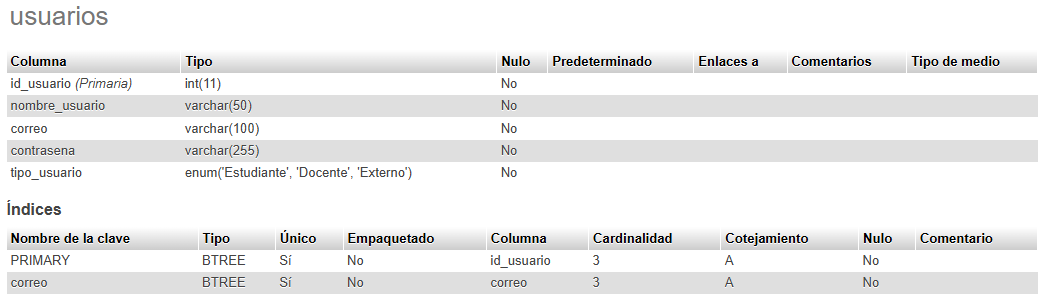 usuarios
Columna Tipo Nulo Predeterminado Enlaces a Comentarios Tipo de medio
id_usuario (Primaria) int(11) No
nombre_usuario varchar(50) No
correo varchar(100) No
contrasena varchar(255) No
tipo_usuario enum('Estudiante', 'Docente', 'Externo') No
Índices
Nombre de la clave Tipo Único Empaquetado Columna Cardinalidad Cotejamiento Nulo Comentario
PRIMARY BTREE Sí No id_usuario 3 A No
correo BTREE Sí No correo 3 A No